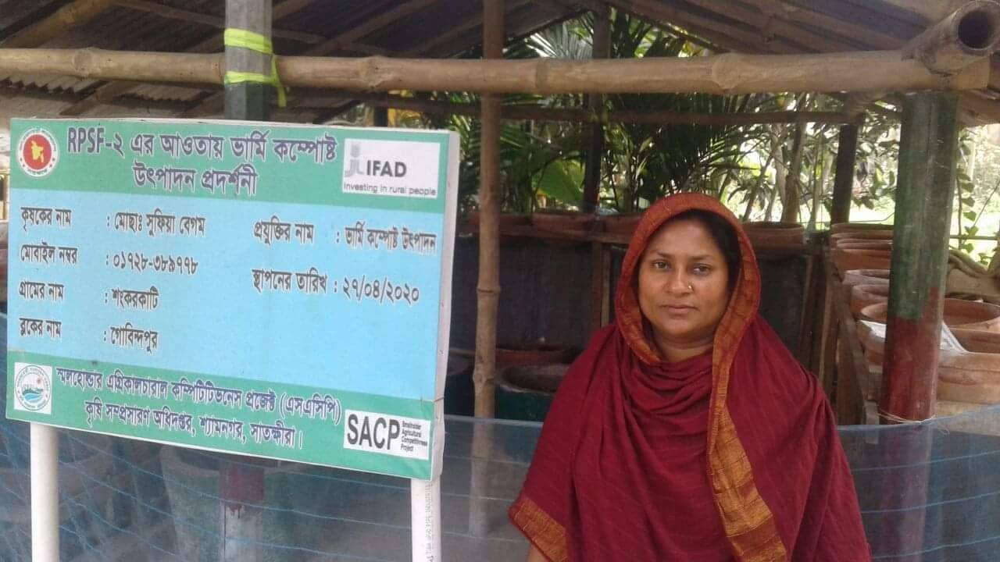 RPSF-২ এর আওতায় ভার্মি কম্পোষ্ট
উৎপাদন প্রদর্শনী
IFAD
Investing in rural people
কৃষকের নাম : মোছাঃ সুফিয়া বেগম
মোবাইল নম্বর : ০১৭২৮-৩৮৯৭৭৮
গ্রামের নাম : শংকরকাটি
ব্লকের নাম : গোবিন্দপুর
প্রযুক্তির নাম : ভার্মি কম্পোষ্ট উৎপাদন
স্থাপনের তারিখ : ২৭/০৪/২০২০
স্মলহোল্ডার এগ্রিকালচারাল কম্পিটিটিভনেস প্রজেক্ট (এসএসিপি)
কৃষি সম্প্রসারণ অধিদপ্তর, শ্যামনগর, সাতক্ষীরা।
SACP
Smallholder
Agricultural
Competitiveness
Project